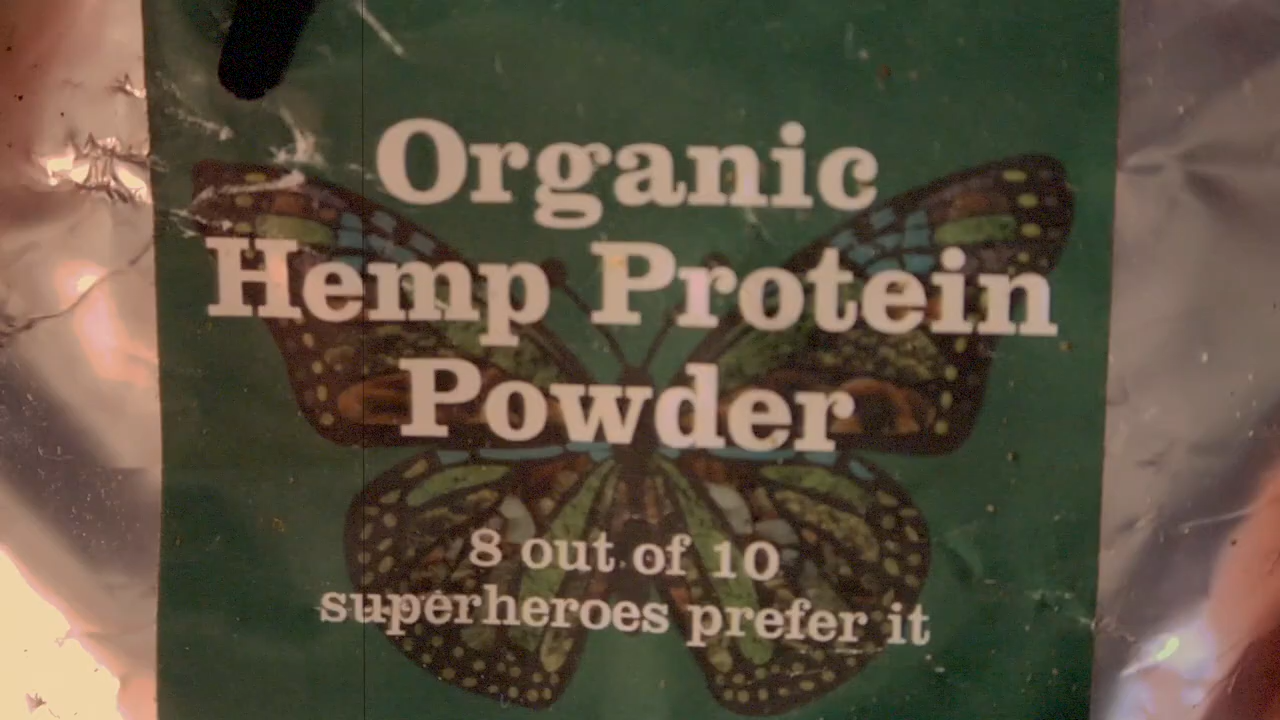 Organic
Hemp Protein
Powder
8 out of 10
superheroes prefer it